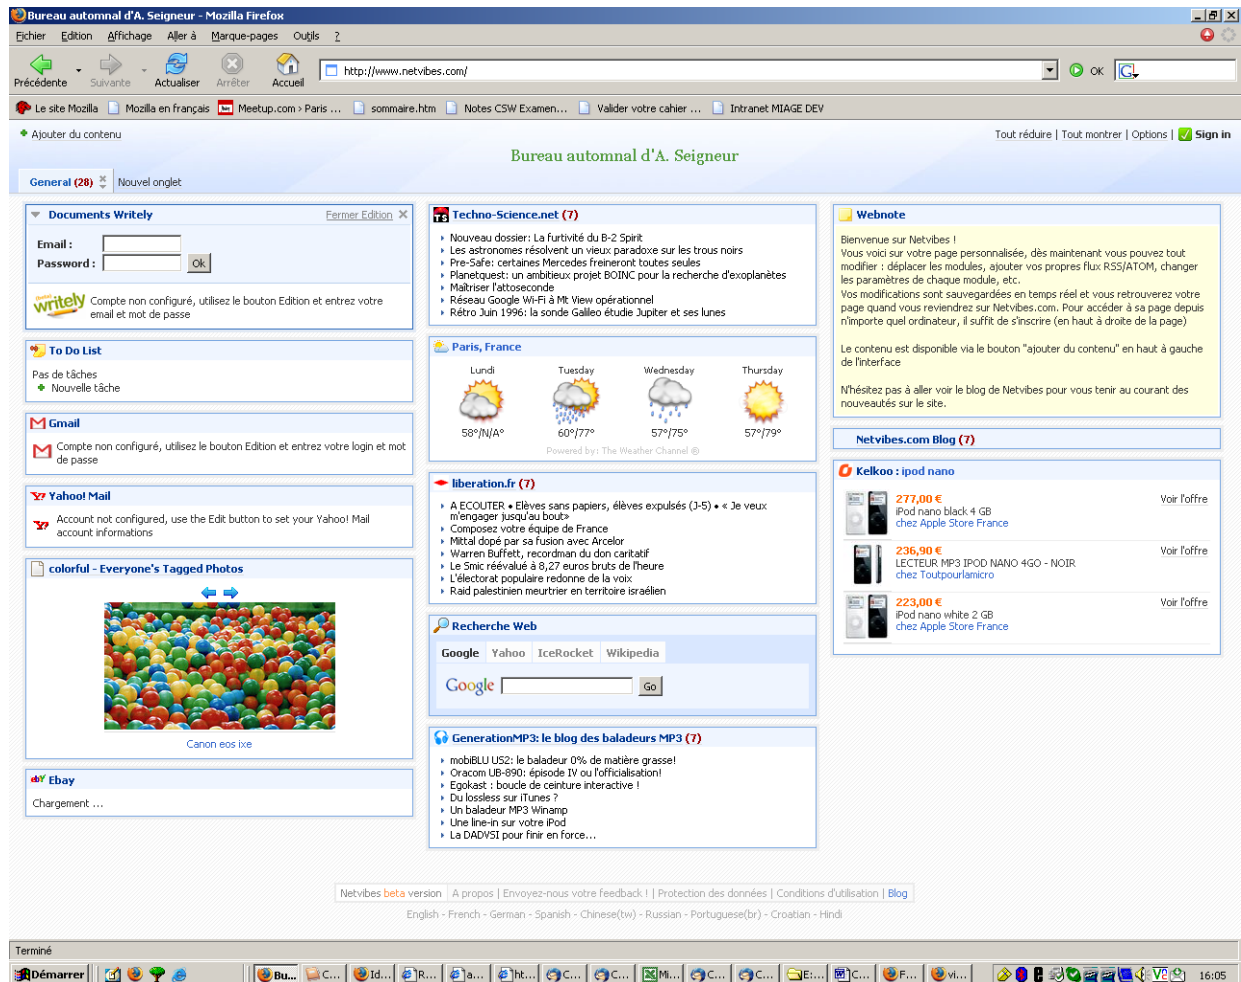 Bureau automnal d'A. Seigneur - Mozilla Firefox
Fichier Edition Affichage Aller à Marque-pages Outils ?
Précédente Suivante Actualiser Arrêter Accueil http://www.netvibes.com/ OK G
Le site Mozilla Mozilla en français Meetup.com > Paris ... sommaire.htm Notes CSW Examen... Valider votre cahier ... Intranet MIAGE DEV
Ajouter du contenu
Tout réduire | Tout montrer | Options | Sign in
Bureau automnal d'A. Seigneur
General (28) Nouvel onglet
Documents Writely Fermer Edition
Email :
Password : Ok
writely Compte non configuré, utilisez le bouton Edition et entrez votre
email et mot de passe
To Do List
Pas de tâches
Nouvelle tâche
Gmail
Compte non configuré, utilisez le bouton Edition et entrez votre login et mot
de passe
Yahoo! Mail
Account not configured, use the Edit button to set your Yahoo! Mail
account informations
colorful - Everyone's Tagged Photos
Canon eos ixe
Ebay
Chargement ...
Techno-Science.net (7)
Nouveau dossier: La furtivité du B-2 Spirit
Les astronomes résolvent un vieux paradoxe sur les trous noirs
Pre-Safe: certaines Mercedes freineront toutes seules
Planetquest: un ambitieux projet BOINC pour la recherche d'exoplanètes
Maîtriser l'attoseconde
Réseau Google Wi-Fi à Mt View opérationnel
Rétro Juin 1996: la sonde Galileo étudie Jupiter et ses lunes
Paris, France
Lundi Tuesday Wednesday Thursday
58°/N/A° 60°/77° 57°/75° 57°/79°
Powered by: The Weather Channel ®
liberation.fr (7)
A ECOUTER • Elèves sans papiers, élèves expulsés (J-5) • « Je veux
m'engager jusqu'au bout»
Composez votre équipe de France
Mittal dopé par sa fusion avec Arcelor
Warren Buffett, recordman du don caritatif
Le Smic réévalué à 8,27 euros bruts de l'heure
L'électorat populaire redonne de la voix
Raid palestinien meurtrier en territoire israélien
Recherche Web
Google Yahoo IceRocket Wikipedia
Google Go
GenerationMP3: le blog des baladeurs MP3 (7)
mobiBLU US2: le baladeur 0% de matière grasse!
Oracom UB-890: épisode IV ou l'officialisation!
Egokast : boucle de ceinture interactive !
Du lossless sur iTunes ?
Un baladeur MP3 Winamp
Une line-in sur votre iPod
La DADVSI pour finir en force...
Webnote
Bienvenue sur Netvibes !
Vous voici sur votre page personnalisée, dès maintenant vous pouvez tout
modifier : déplacer les modules, ajouter vos propres flux RSS/ATOM, changer
les paramètres de chaque module, etc.
Vos modifications sont sauvegardées en temps réel et vous retrouverez votre
page quand vous reviendrez sur Netvibes.com. Pour accéder à sa page depuis
n'importe quel ordinateur, il suffit de s'inscrire (en haut à droite de la page)
Le contenu est disponible via le bouton "ajouter du contenu" en haut à gauche
de l'interface
N'hésitez pas à aller voir le blog de Netvibes pour vous tenir au courant des
nouveautés sur le site.
Netvibes.com Blog (7)
Kelkoo : ipod nano
277,00 € Voir l'offre
iPod nano black 4 GB
chez Apple Store France
236,90 € Voir l'offre
LECTEUR MP3 IPOD NANO 4GO - NOIR
chez Toutpourlamicro
223,00 € Voir l'offre
iPod nano white 2 GB
chez Apple Store France
Netvibes beta version | A propos | Envoyez-nous votre feedback ! | Protection des données | Conditions d'utilisation | Blog
English - French - German - Spanish - Chinese(tw) - Russian - Portuguese(br) - Croatian - Hindi
Terminé
Démarrer Bu... C... Id... R... a... ht... C... C... Mi... C... C... E:... C... F... vi... 16:05